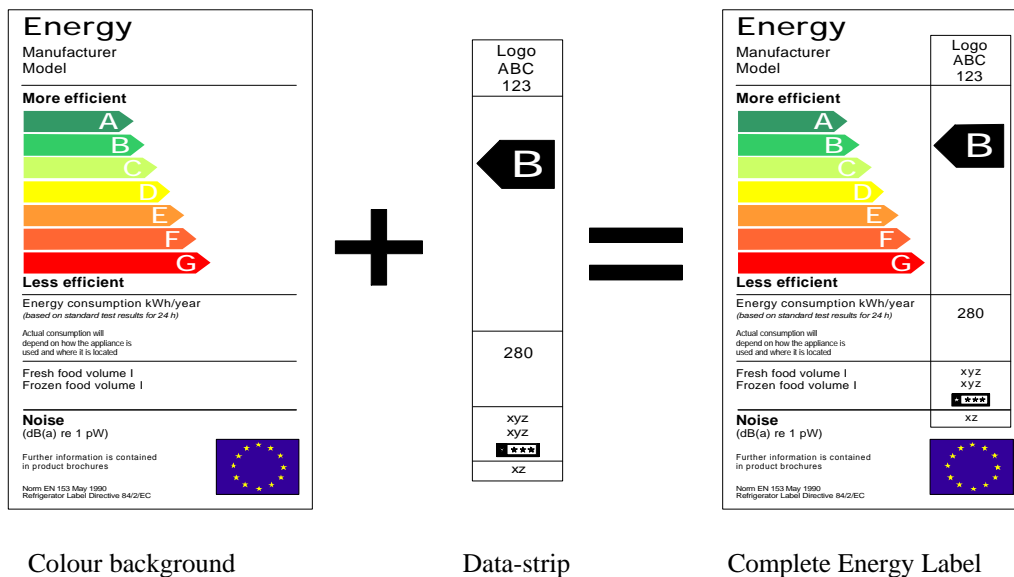 Energy
Manufacturer
Model
More efficient
A
B
C
D
E
F
G
Less efficient
Energy consumption kWh/year
(based on standard test results for 24 h)
Actual consumption will
depend on how the appliance is
used and where it is located
Fresh food volume l
Frozen food volume l
Noise
(dB(a) re 1 pW)
Further information is contained
in product brochures
Norm EN 153 May 1990
Refrigerator Label Directive 84/2/EC
+
Logo
ABC
123
B
280
xyz
xyz
* ***
xz
=
Energy
Manufacturer
Model
Logo
ABC
123
More efficient
A
B
C
D
E
F
G
B
Less efficient
Energy consumption kWh/year
(based on standard test results for 24 h)
280
Actual consumption will
depend on how the appliance is
used and where it is located
Fresh food volume l
Frozen food volume l
xyz
xyz
* ***
Noise
(dB(a) re 1 pW)
xz
Further information is contained
in product brochures
Norm EN 153 May 1990
Refrigerator Label Directive 84/2/EC
Colour background
Data-strip
Complete Energy Label